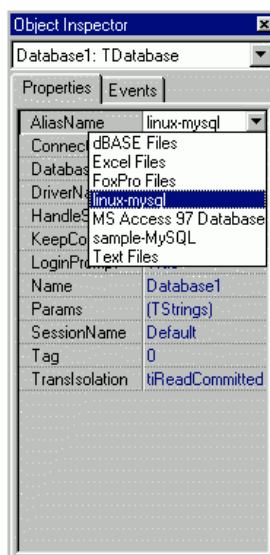 Object Inspector
Database1: TDatabase
Properties Events
AliasName linux-mysql
Connec dBASE Files
Databas Excel Files
DriverNa FoxPro Files
HandleS linux-mysql
KeepCo MS Access 97 Database
LoginPrompt sample-MySQL
Text Files
Name Database1
Params (TStrings)
SessionName Default
Tag 0
TransIsolation tiReadCommitted